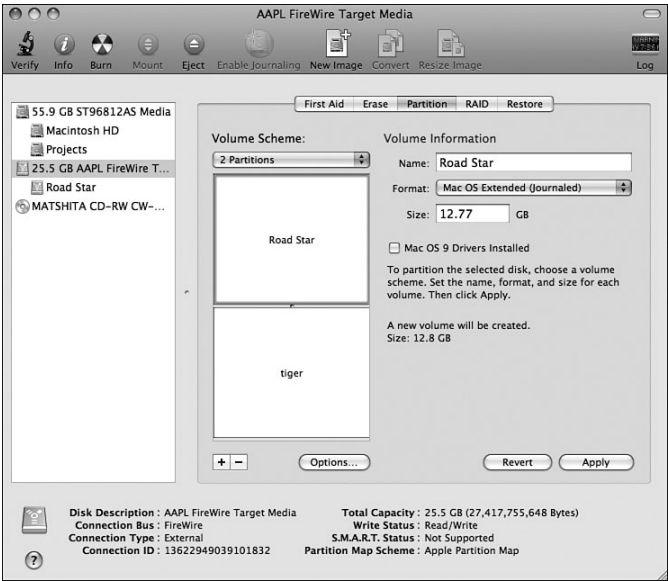 AAPL FireWire Target Media
Verify Info Burn Mount Eject Enable Journaling New Image Convert Resize Image Log
55.9 GB ST96812AS Media
Macintosh HD
Projects
25.5 GB AAPL FireWire T...
Road Star
MATSHITA CD-RW CW-...
First Aid Erase Partition RAID Restore
Volume Scheme:
2 Partitions
Road Star
tiger
+ −
Options...
Volume Information
Name: Road Star
Format: Mac OS Extended (Journaled)
Size: 12.77 GB
Mac OS 9 Drivers Installed
To partition the selected disk, choose a volume
scheme. Set the name, format, and size for each
volume. Then click Apply.
A new volume will be created.
Size: 12.8 GB
Revert Apply
Disk Description : AAPL FireWire Target Media
Connection Bus : FireWire
Connection Type : External
Connection ID : 13622949039101832
Total Capacity : 25.5 GB (27,417,755,648 Bytes)
Write Status : Read/Write
S.M.A.R.T. Status : Not Supported
Partition Map Scheme : Apple Partition Map
?